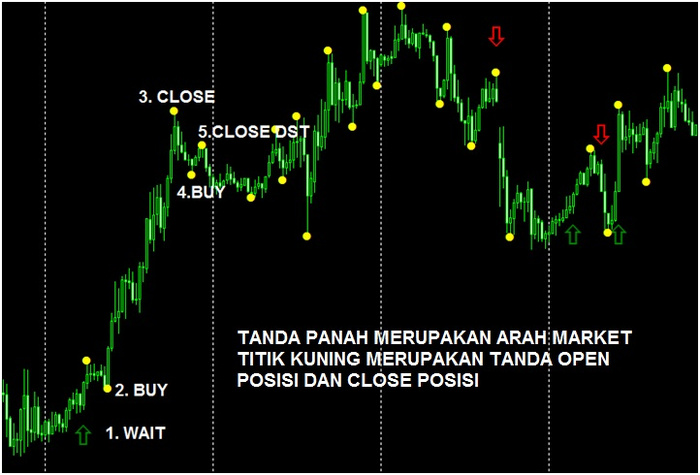 3. CLOSE
5.CLOSE DST
4.BUY
TANDA PANAH MERUPAKAN ARAH MARKET
TITIK KUNING MERUPAKAN TANDA OPEN
POSISI DAN CLOSE POSISI
2. BUY
1. WAIT